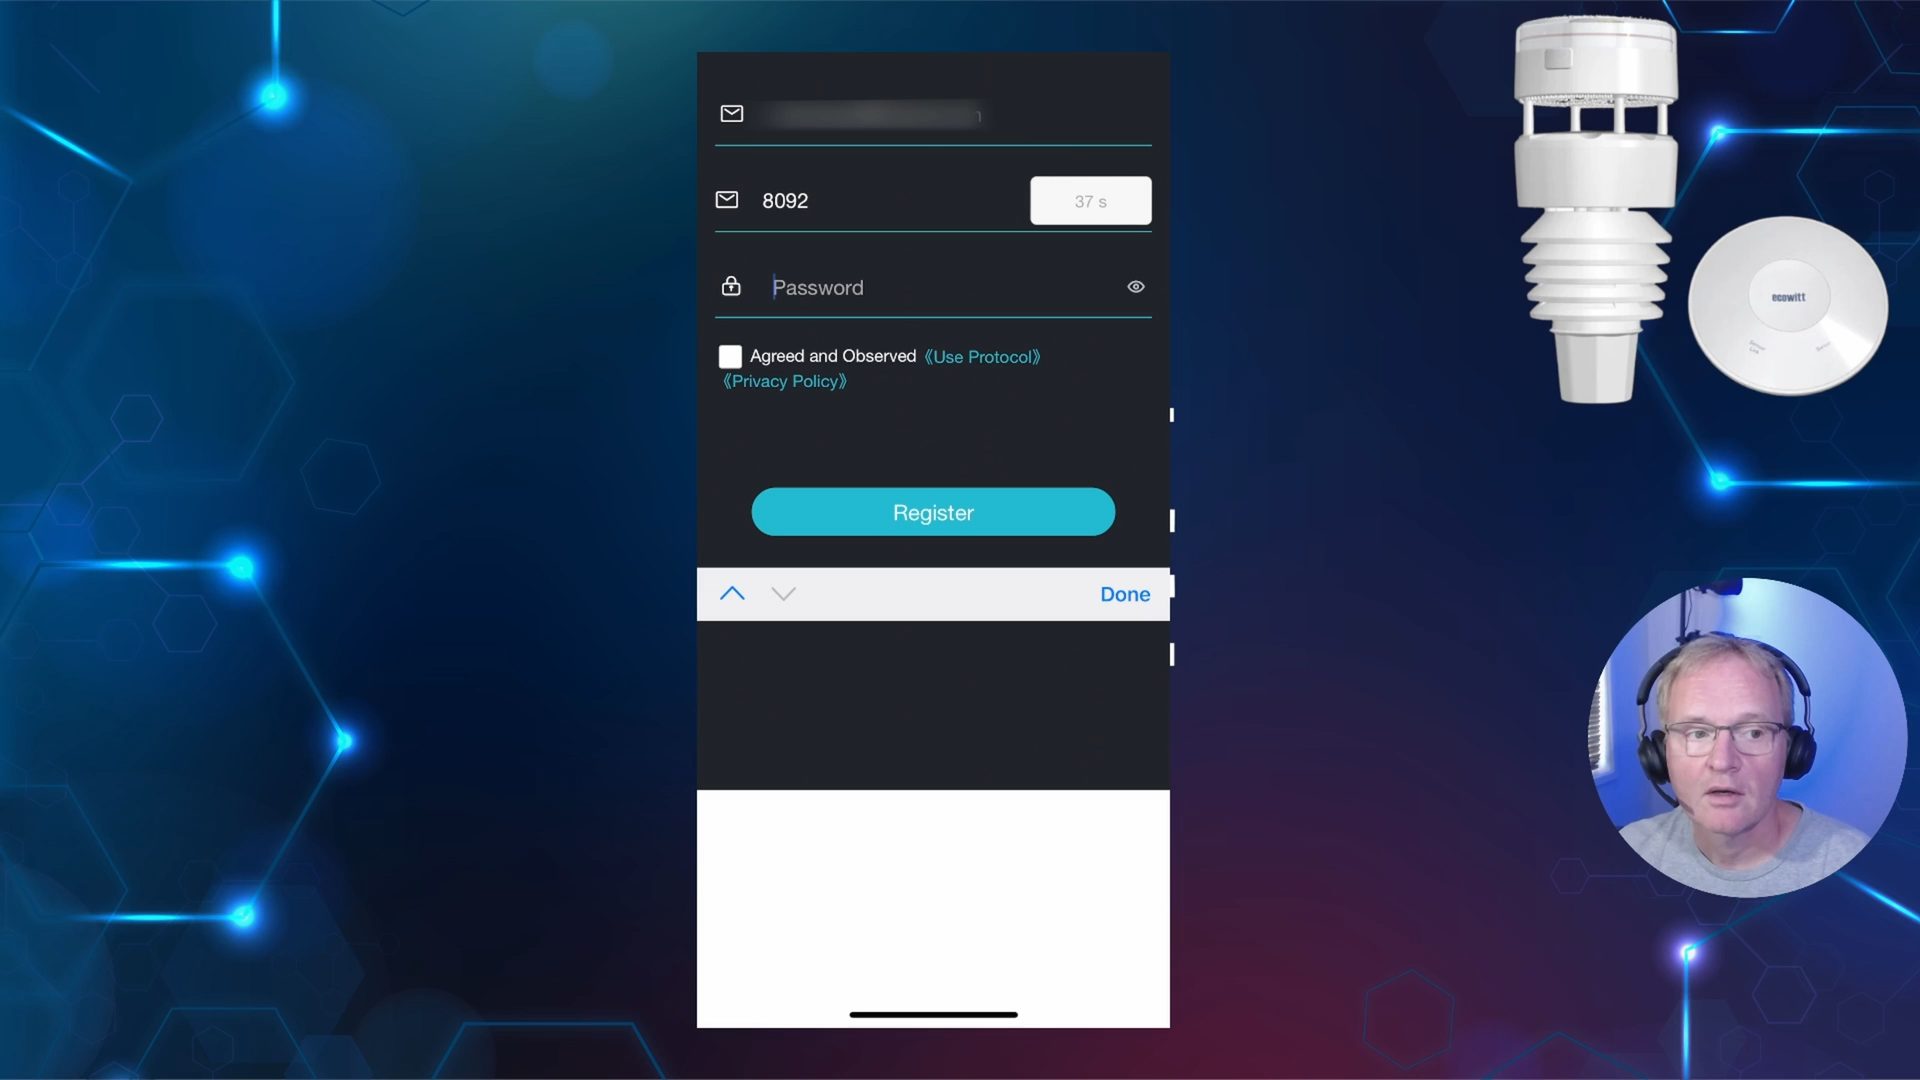 8092
37 s
Password
Agreed and Observed 《Use Protocol》
《Privacy Policy》
Register
Done
ecowitt